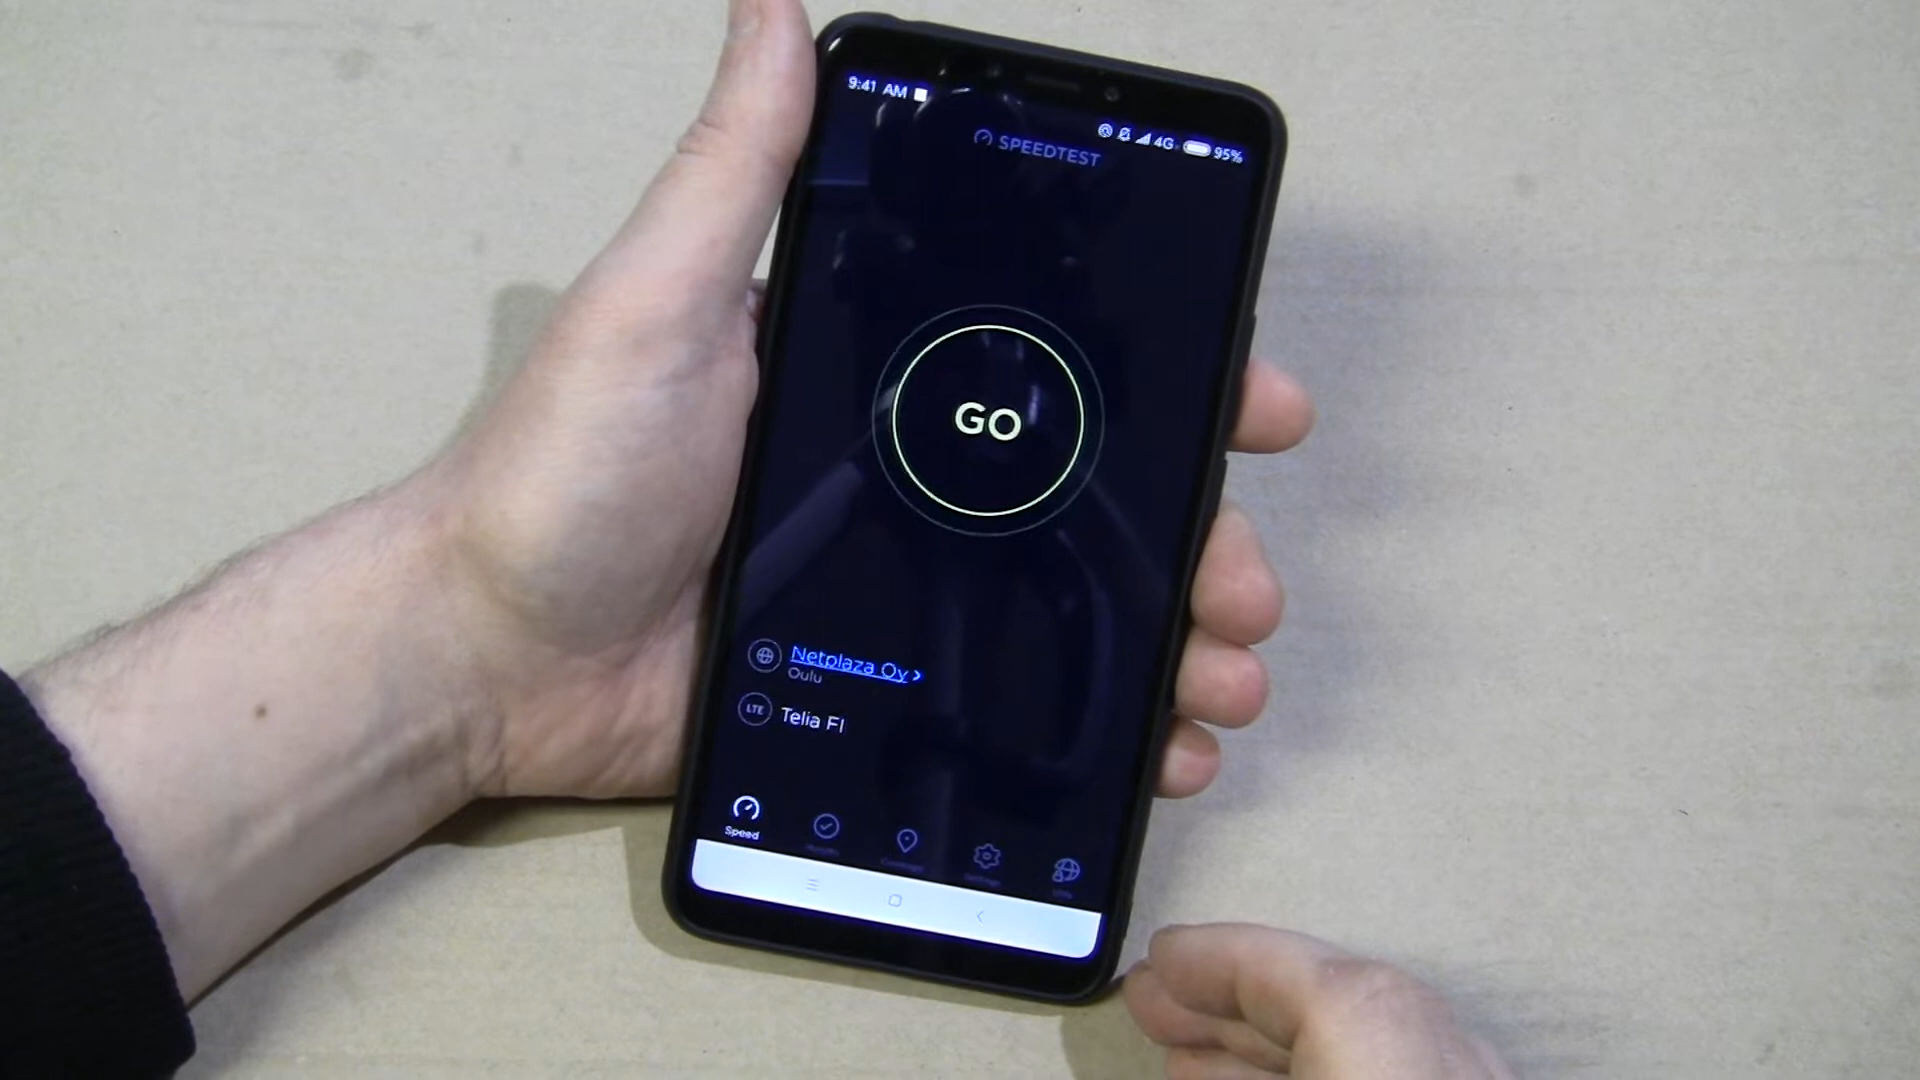 9:41 AM
4G 95%
SPEEDTEST
GO
Netplaza Oy >
Oulu
LTE Telia FI
Speed